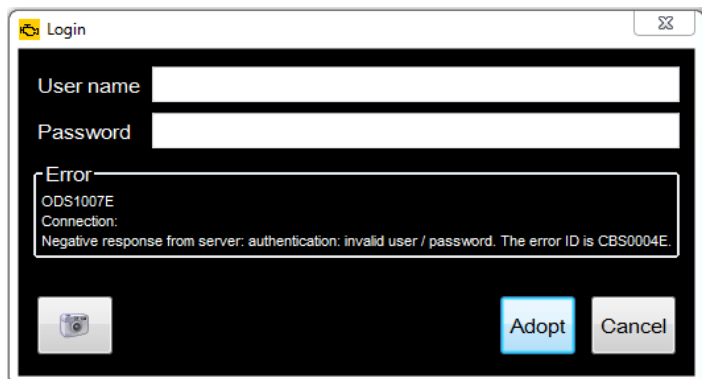 Login
User name
Password
Error
ODS1007E
Connection:
Negative response from server: authentication: invalid user / password. The error ID is CBS0004E.
Adopt Cancel